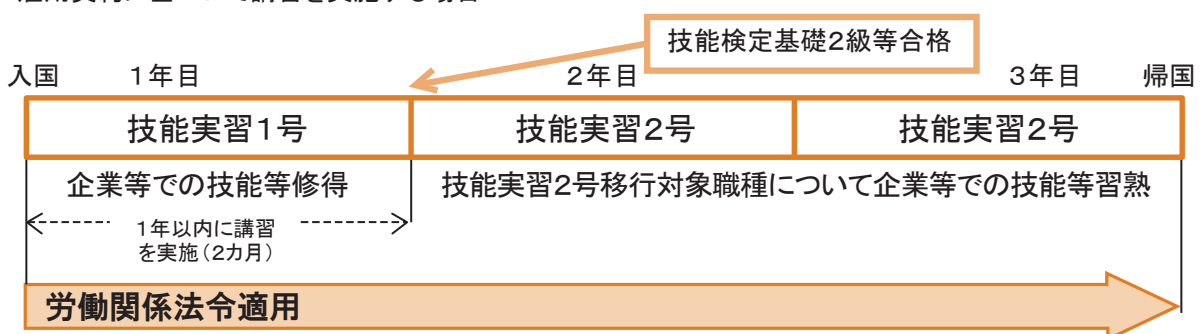 技能検定基礎2級等合格
入国 1年目 2年目 3年目 帰国
技能実習1号 技能実習2号 技能実習2号
企業等での技能等修得 技能実習2号移行対象職種について企業等での技能等習熟
1年以内に講習
を実施(2カ月)
労働関係法令適用